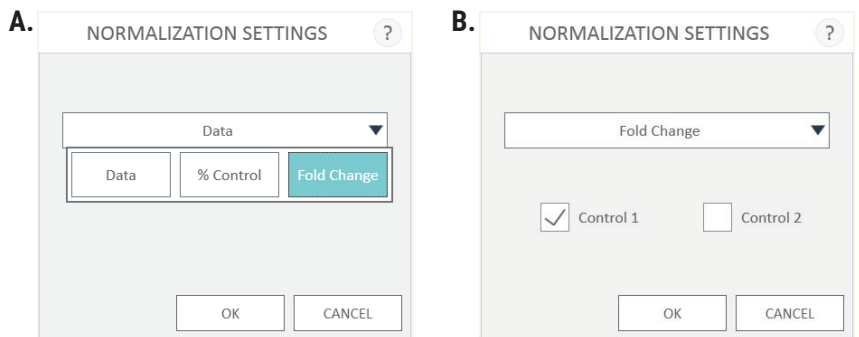 A.
NORMALIZATION SETTINGS ?
Data
Data % Control Fold Change
OK CANCEL
B.
NORMALIZATION SETTINGS ?
Fold Change
Control 1 Control 2
OK CANCEL